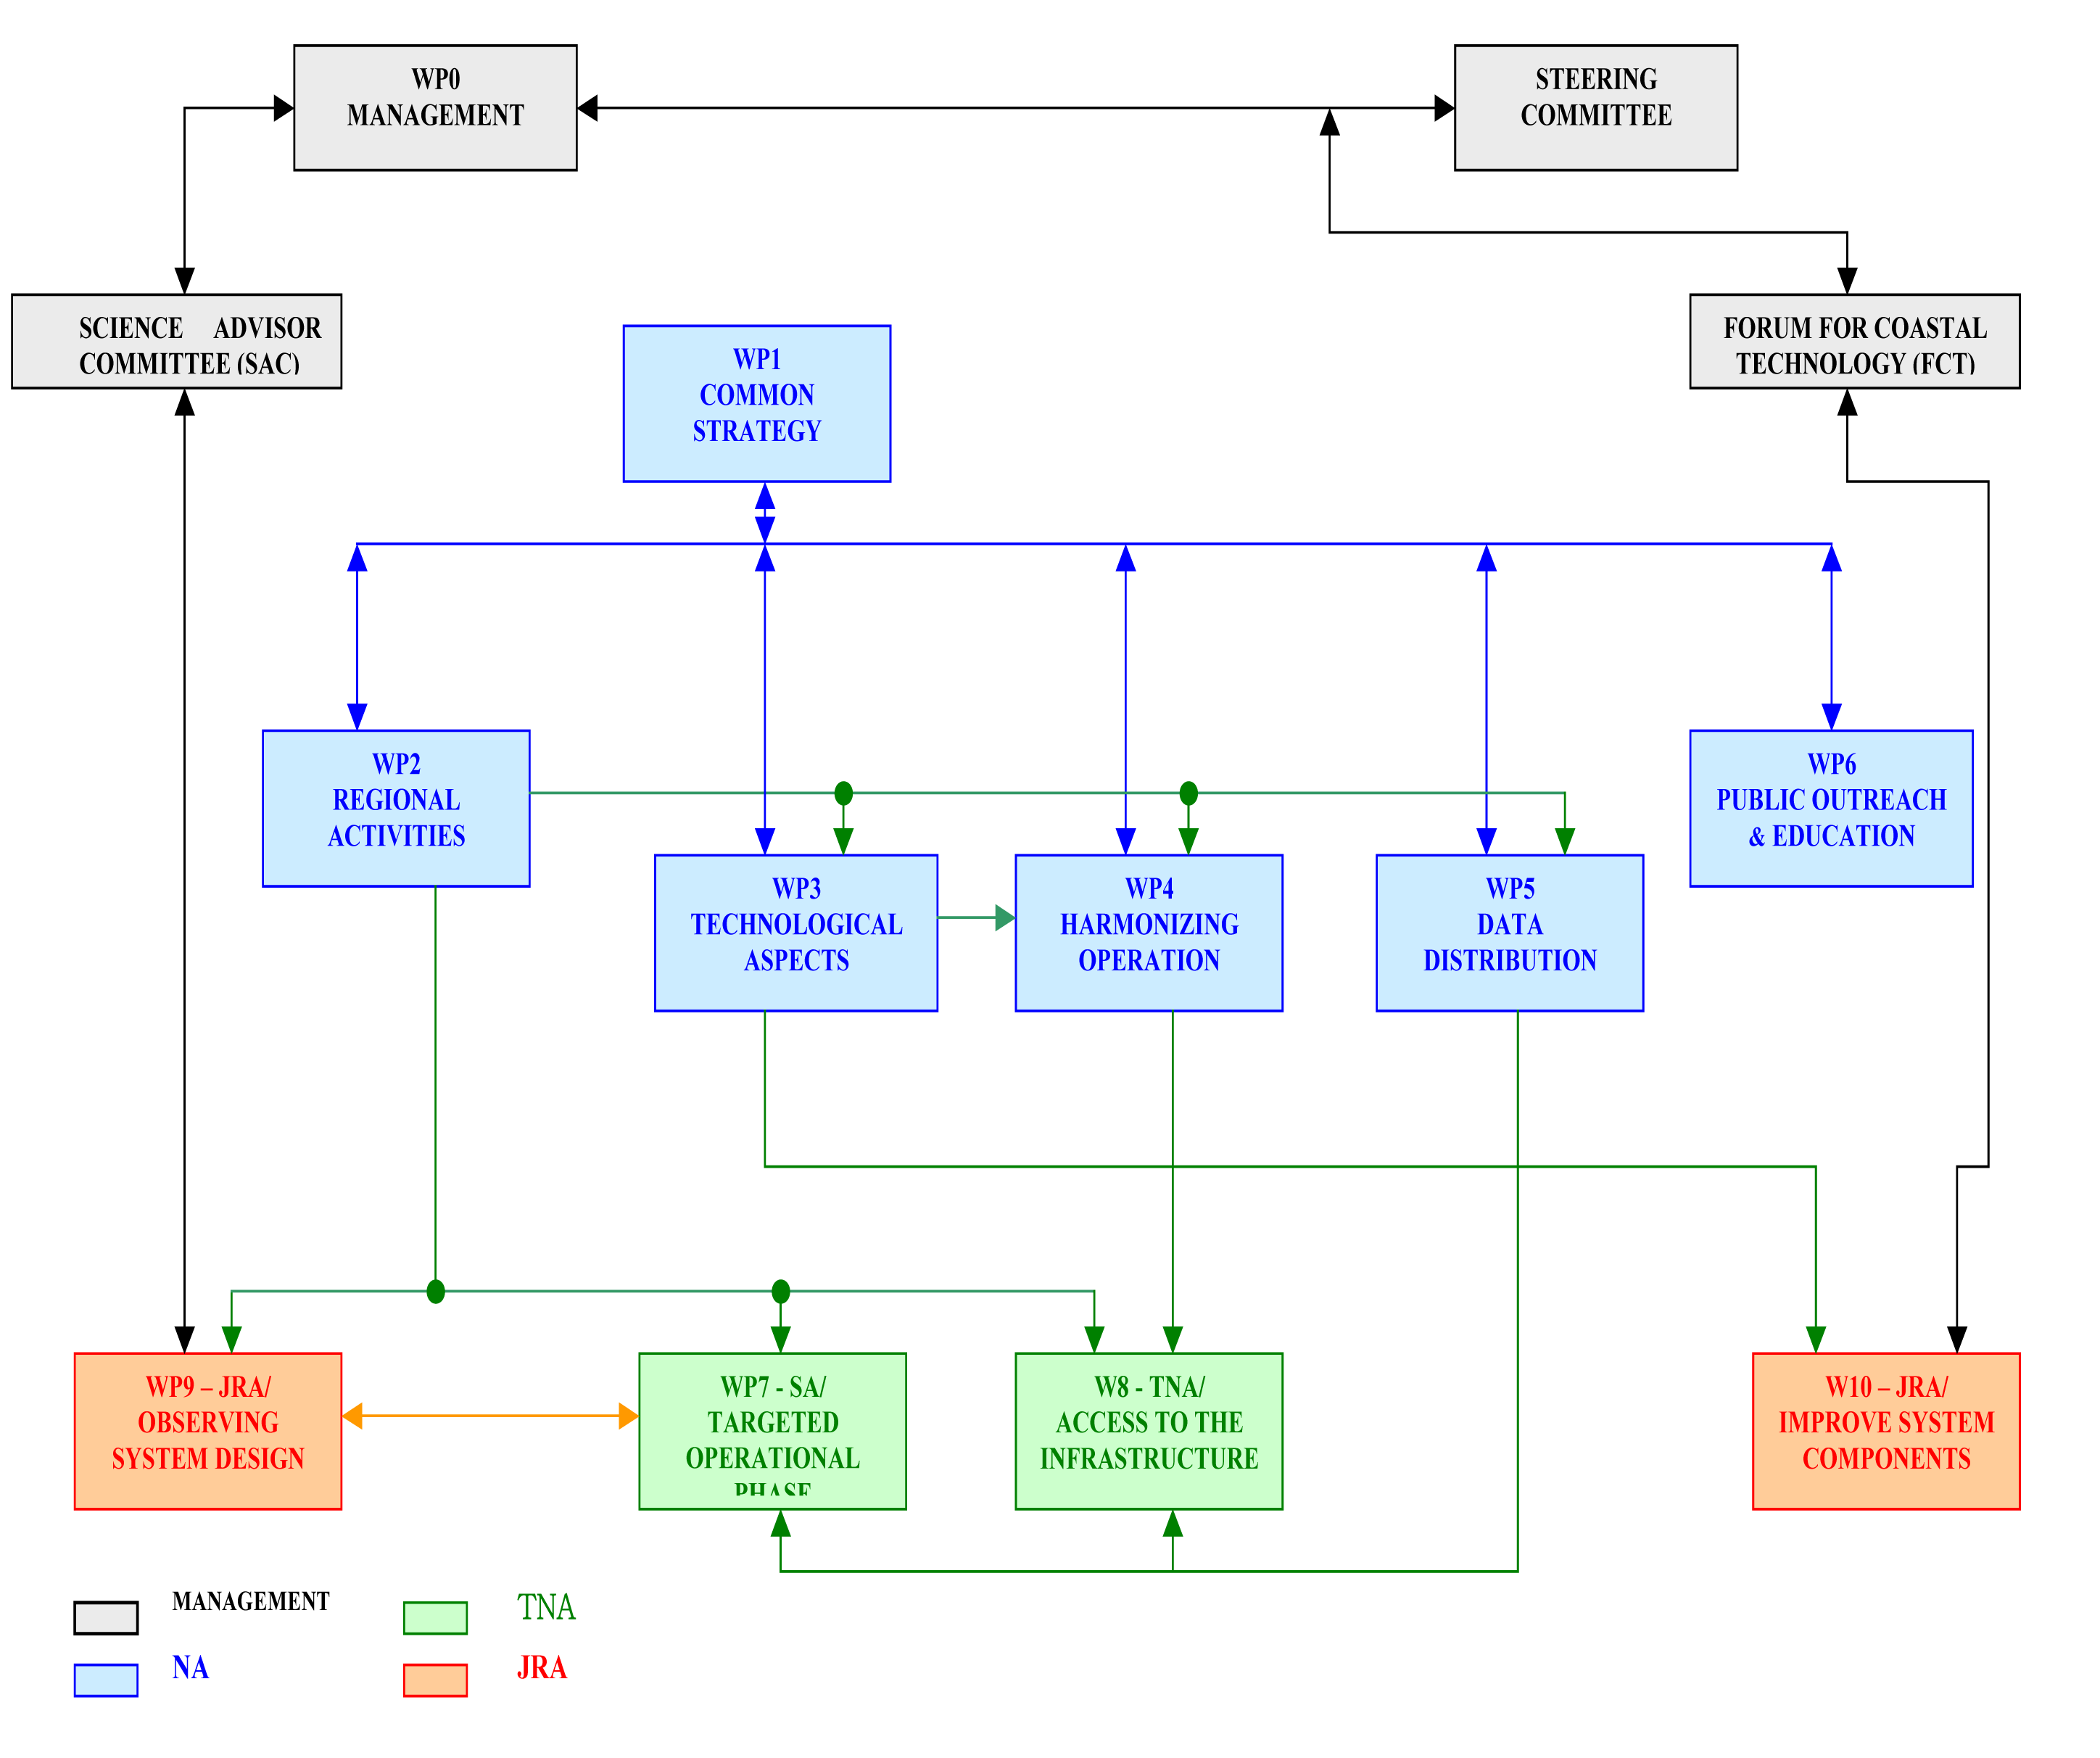 WP0
MANAGEMENT
STEERING
COMMITTEE
SCIENCE ADVISOR
COMMITTEE (SAC)
FORUM FOR COASTAL
TECHNOLOGY (FCT)
WP1
COMMON
STRATEGY
WP2
REGIONAL
ACTIVITIES
WP6
PUBLIC OUTREACH
& EDUCATION
WP3
TECHNOLOGICAL
ASPECTS
WP4
HARMONIZING
OPERATION
WP5
DATA
DISTRIBUTION
WP9 – JRA/
OBSERVING
SYSTEM DESIGN
WP7 - SA/
TARGETED
OPERATIONAL
PHASE
W8 - TNA/
ACCESS TO THE
INFRASTRUCTURE
W10 – JRA/
IMPROVE SYSTEM
COMPONENTS
MANAGEMENT
TNA
NA
JRA